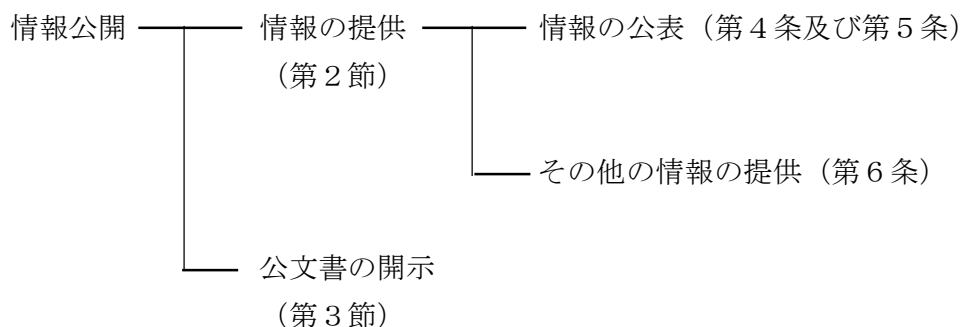 情報公開 情報の提供 情報の公表（第４条及び第５条）
（第２節）
その他の情報の提供（第６条）
公文書の開示
（第３節）